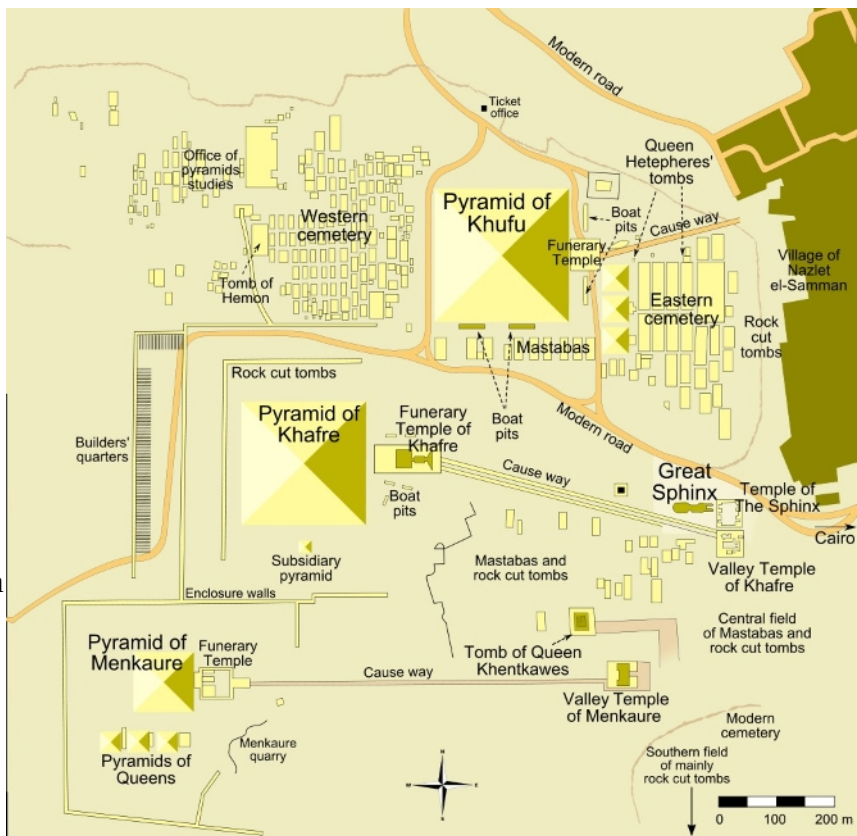 Modern road
Ticket
office
Queen
Hetepheres'
tombs
Office of
pyramids
studies
Pyramid of
Khufu
Western
cemetery
Boat
pits
Cause way
Funerary
Temple
Village of
Nazlet
el-Samman
Tomb of
Hemon
Eastern
cemetery
Rock
cut
tombs
Mastabas
Rock cut tombs
Pyramid of
Khafre
Funerary
Temple of
Khafre
Boat
pits
Modern road
Builders'
quarters
Cause way
Great
Sphinx
Temple of
The Sphinx
Boat
pits
Cairo
Subsidiary
pyramid
Mastabas and
rock cut tombs
Valley Temple
of Khafre
Enclosure walls
Central field
of Mastabas and
rock cut tombs
Pyramid of
Menkaure
Funerary
Temple
Tomb of Queen
Khentkawes
Cause way
Valley Temple
of Menkaure
Modern
cemetery
Menkaure
quarry
Pyramids of
Queens
Southern field
of mainly
rock cut tombs
N
W
E
S
0 100 200 m